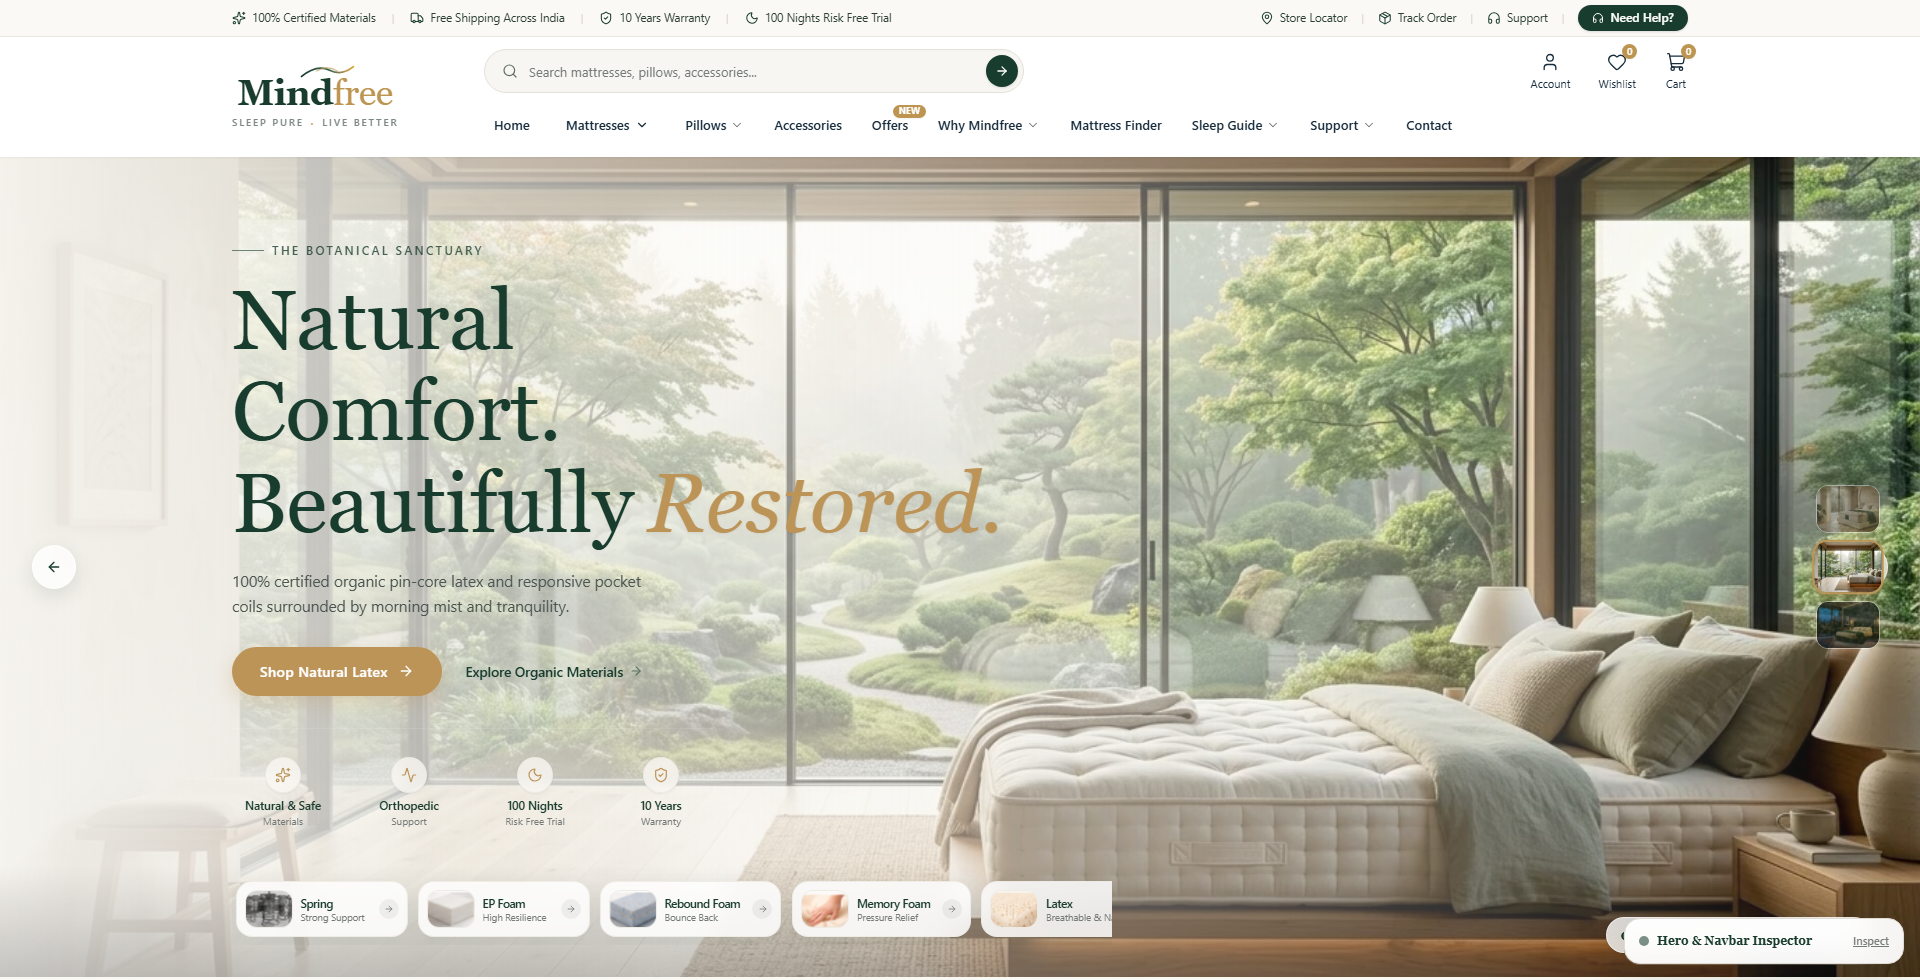 100% Certified Materials
Free Shipping Across India
10 Years Warranty
100 Nights Risk Free Trial
Store Locator
Track Order
Support
Need Help?
Mindfree
SLEEP PURE · LIVE BETTER
Search mattresses, pillows, accessories...
Account
0
Wishlist
0
Cart
Home
Mattresses
Pillows
Accessories
Offers
NEW
Why Mindfree
Mattress Finder
Sleep Guide
Support
Contact
THE BOTANICAL SANCTUARY
Natural
Comfort.
Beautifully Restored.
100% certified organic pin-core latex and responsive pocket
coils surrounded by morning mist and tranquility.
Shop Natural Latex
Explore Organic Materials
Natural & Safe
Materials
Orthopedic
Support
100 Nights
Risk Free Trial
10 Years
Warranty
Spring
Strong Support
EP Foam
High Resilience
Rebound Foam
Bounce Back
Memory Foam
Pressure Relief
Latex
Breathable &
Hero & Navbar Inspector
Inspect